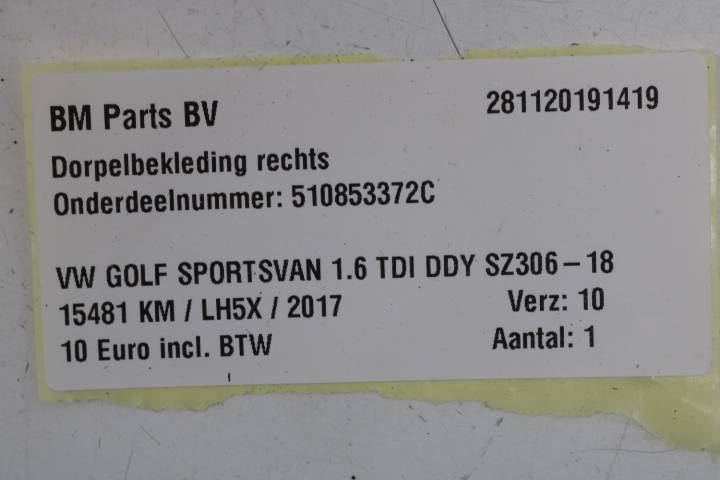 BM Parts BV 281120191419
Dorpelbekleding rechts
Onderdeelnummer: 510853372C
VW GOLF SPORTSVAN 1.6 TDI DDY SZ306-18
15481 KM / LH5X / 2017 Verz: 10
10 Euro incl. BTW Aantal: 1